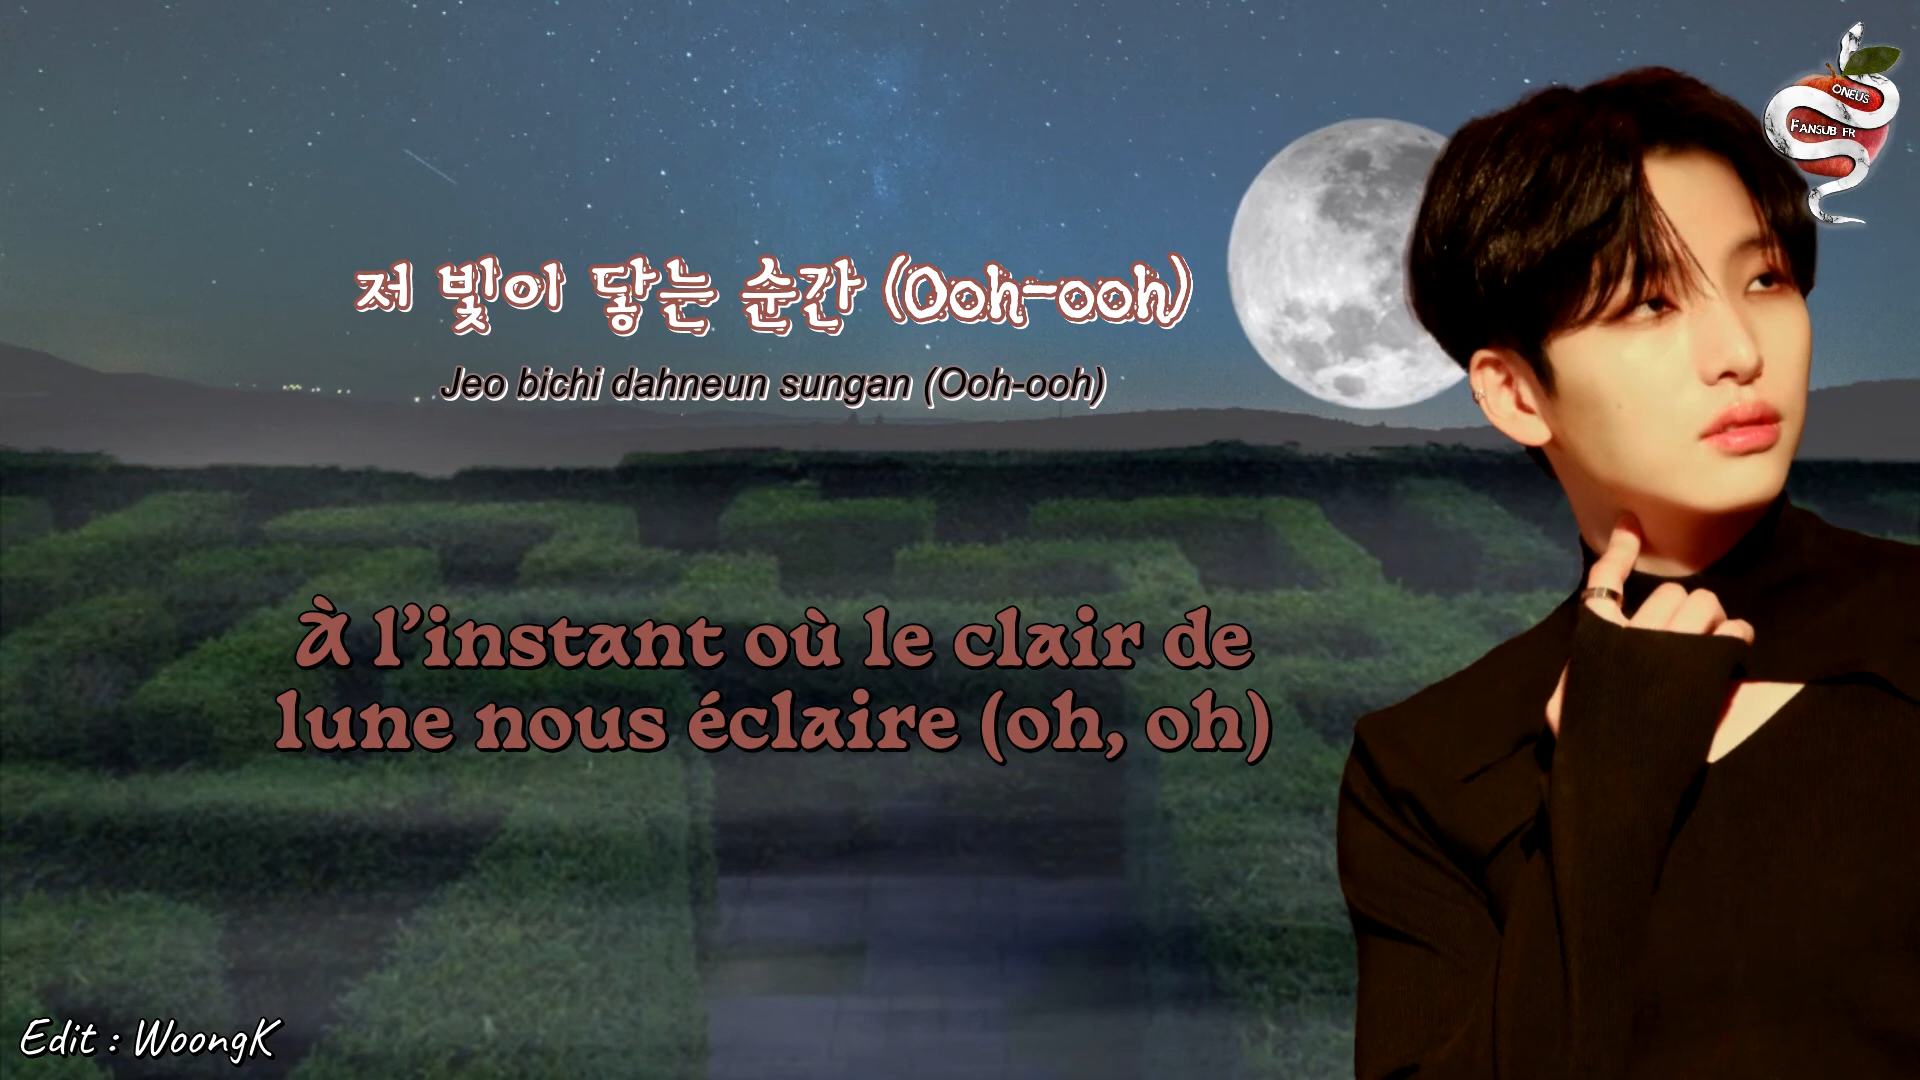 ONEUS
FANSUB FR
저 빛이 닿는 순간 (Ooh-ooh)
Jeo bichi dahneun sungan (Ooh-ooh)
à l’instant où le clair de
lune nous éclaire (oh, oh)
Edit : WoongK